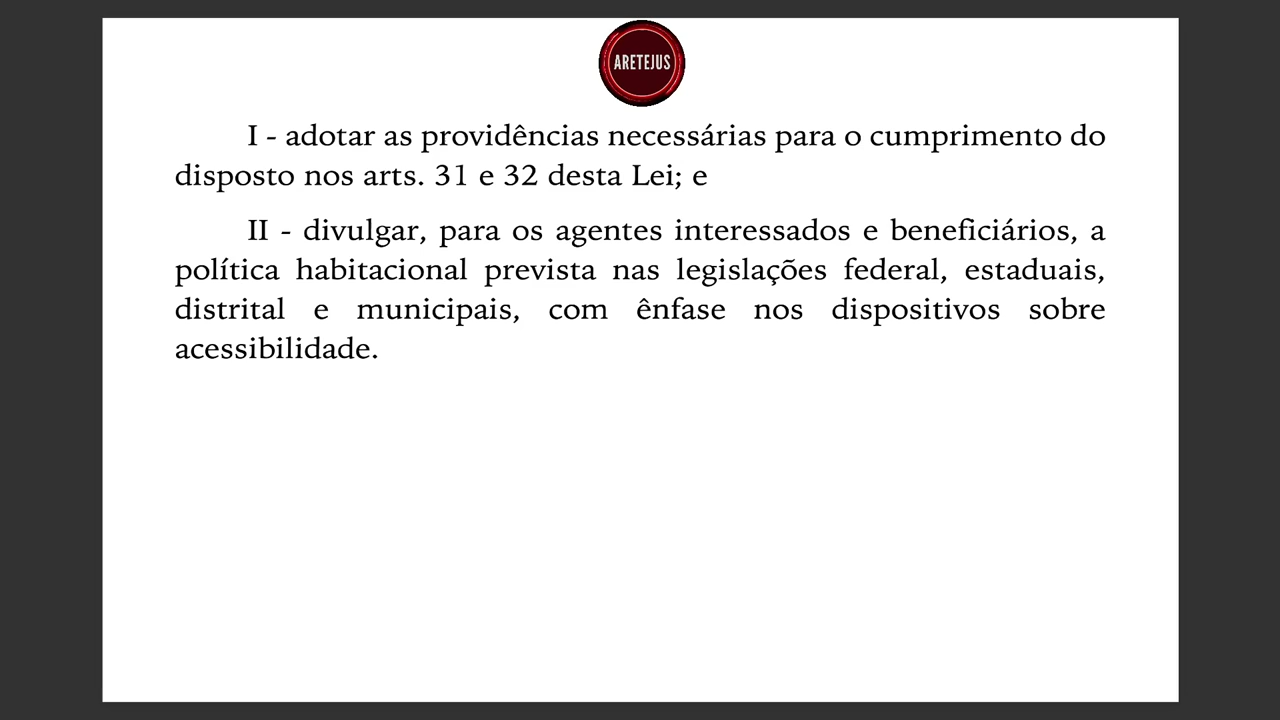 ARETEJUS
I - adotar as providências necessárias para o cumprimento do
disposto nos arts. 31 e 32 desta Lei; e
II - divulgar, para os agentes interessados e beneficiários, a
política habitacional prevista nas legislações federal, estaduais,
distrital e municipais, com ênfase nos dispositivos sobre
acessibilidade.